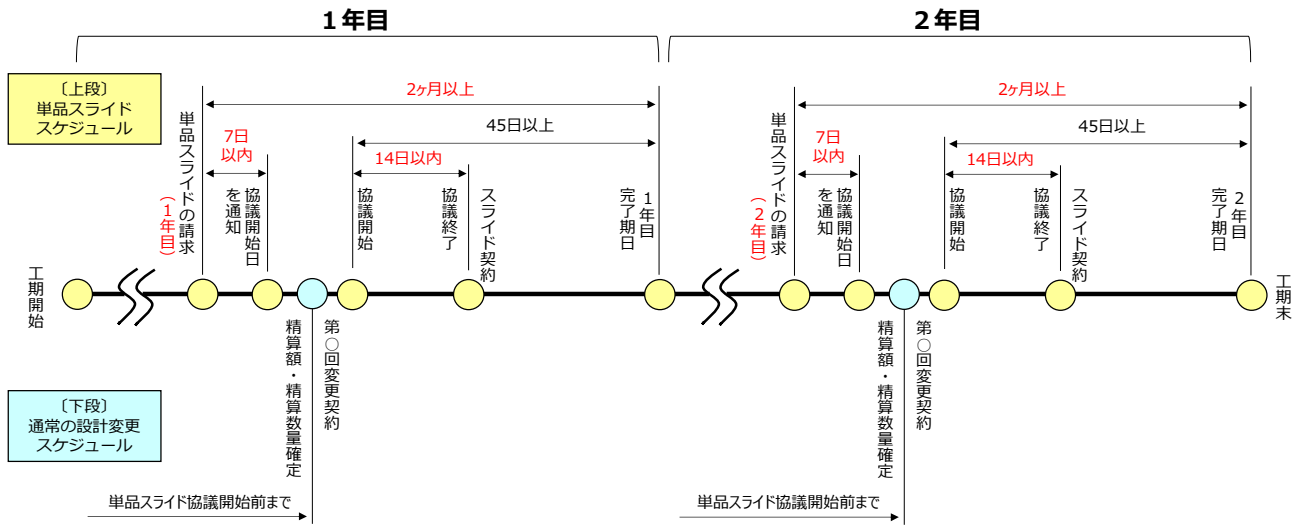 1年目
2年目
〔上段〕
単品スライド
スケジュール
2ヶ月以上
45日以上
7日
以内
14日以内
単品スライドの請求
（1年目）
協議開始日
を通知
協議開始
協議終了
スライド契約
1年目
完了期日
2ヶ月以上
45日以上
7日
以内
14日以内
単品スライドの請求
（2年目）
協議開始日
を通知
協議開始
協議終了
スライド契約
2年目
完了期日
工期開始
工期末
〔下段〕
通常の設計変更
スケジュール
第○回変更契約
精算額・精算数量確定
単品スライド協議開始前まで
第○回変更契約
精算額・精算数量確定
単品スライド協議開始前まで